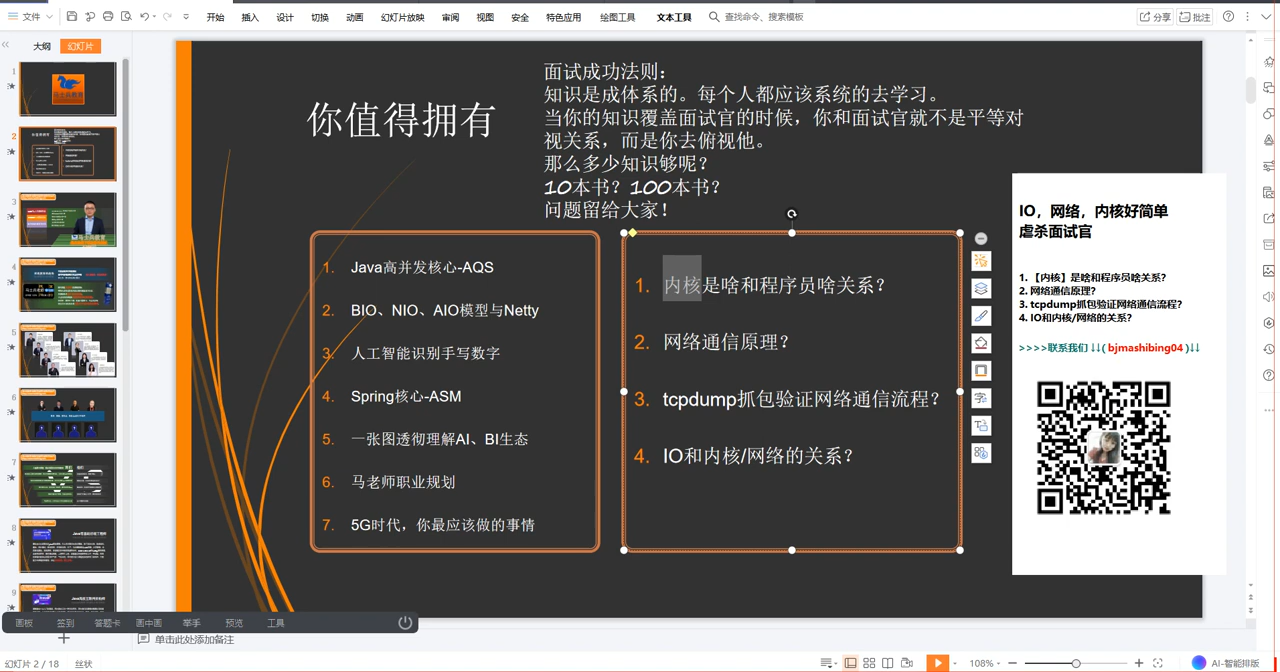 文件
开始
插入
设计
切换
动画
幻灯片放映
审阅
视图
安全
特色应用
绘图工具
文本工具
查找命令、搜索模板
分享
批注
大纲
幻灯片
1
2
3
4
5
6
7
8
9
你值得拥有
面试成功法则：
知识是成体系的。每个人都应该系统的去学习。
当你的知识覆盖面试官的时候，你和面试官就不是平等对
视关系，而是你去俯视他。
那么多少知识够呢？
10本书？100本书？
问题留给大家！
1. Java高并发核心-AQS
2. BIO、NIO、AIO模型与Netty
3. 人工智能识别手写数字
4. Spring核心-ASM
5. 一张图透彻理解AI、BI生态
6. 马老师职业规划
7. 5G时代，你最应该做的事情
1. 内核是啥和程序员啥关系？
2. 网络通信原理？
3. tcpdump抓包验证网络通信流程？
4. IO和内核/网络的关系？
IO，网络，内核好简单
虐杀面试官
1. 【内核】是啥和程序员啥关系?
2. 网络通信原理?
3. tcpdump抓包验证网络通信流程?
4. IO和内核/网络的关系?
>>>>联系我们↓↓( bjmashibing04 )↓↓
画板
签到
答题卡
画中画
举手
预览
工具
单击此处添加备注
幻灯片 2 / 18
丝状
108%
AI-智能排版